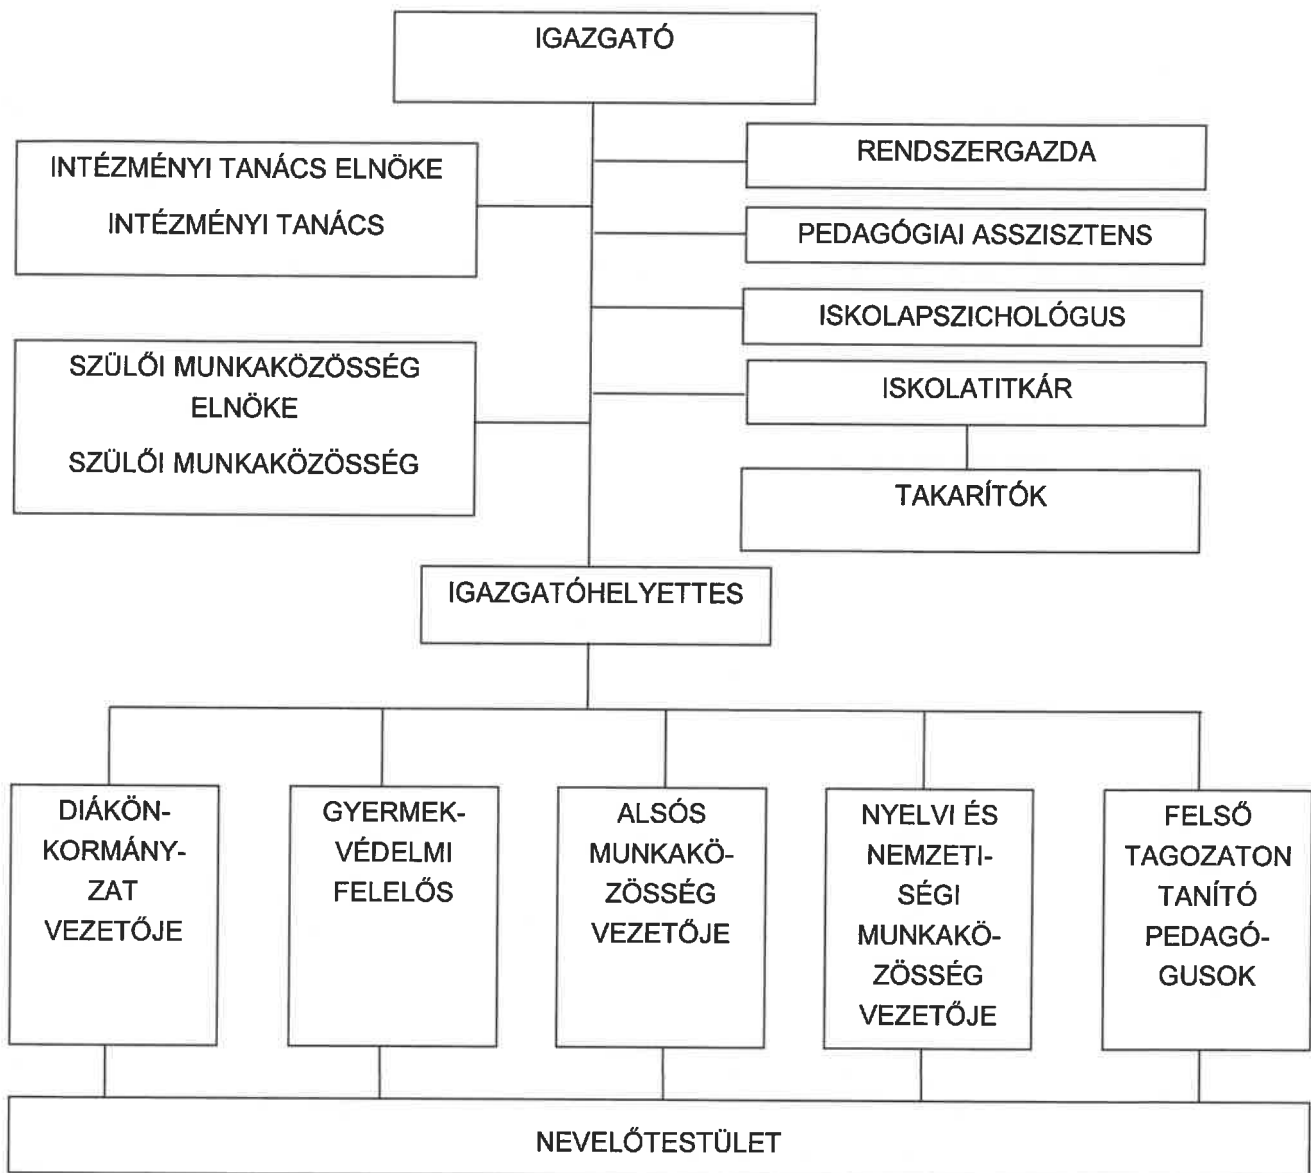 IGAZGATÓ
INTÉZMÉNYI TANÁCS ELNÖKE
INTÉZMÉNYI TANÁCS
RENDSZERGAZDA
PEDAGÓGIAI ASSZISZTENS
ISKOLAPSZICHOLÓGUS
SZÜLŐI MUNKAKÖZÖSSÉG
ELNÖKE
SZÜLŐI MUNKAKÖZÖSSÉG
ISKOLATITKÁR
TAKARÍTÓK
IGAZGATÓHELYETTES
DIÁKÖN-
KORMÁNY-
ZAT
VEZETŐJE
GYERMEK-
VÉDELMI
FELELŐS
ALSÓS
MUNKAKÖ-
ZÖSSÉG
VEZETŐJE
NYELVI ÉS
NEMZETI-
SÉGI
MUNKAKÖ-
ZÖSSÉG
VEZETŐJE
FELSŐ
TAGOZATON
TANÍTÓ
PEDAGÓ-
GUSOK
NEVELŐTESTÜLET